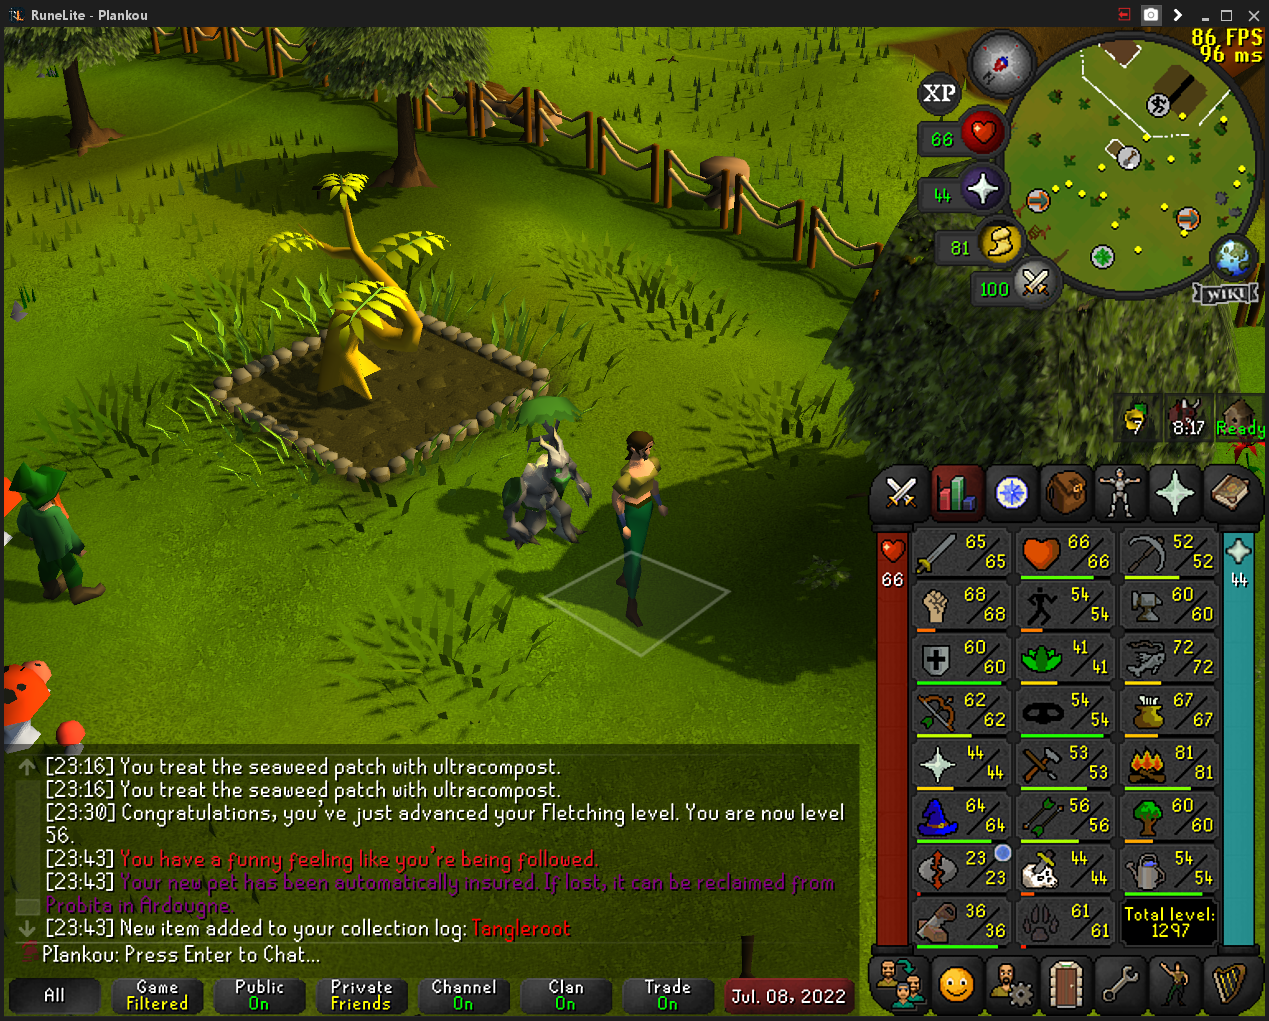 RuneLite - Plankou
86 FPS
96 ms
XP
66
44
81
100
WIKI
7
8:17
Ready
66
44
65/65
66/66
52/52
68/68
54/54
60/60
60/60
41/41
72/72
62/62
54/54
67/67
44/44
53/53
81/81
64/64
56/56
60/60
23/23
44/44
54/54
36/36
61/61
Total level:
1297
[23:16] You treat the seaweed patch with ultracompost.
[23:16] You treat the seaweed patch with ultracompost.
[23:30] Congratulations, you've just advanced your Fletching level. You are now level
56.
[23:43] You have a funny feeling like you're being followed.
[23:43] Your new pet has been automatically insured. If lost, it can be reclaimed from
Probita in Ardougne.
[23:43] New item added to your collection log: Tangleroot
Plankou: Press Enter to Chat...
All
Game
Filtered
Public
On
Private
Friends
Channel
On
Clan
On
Trade
On
Jul. 08, 2022